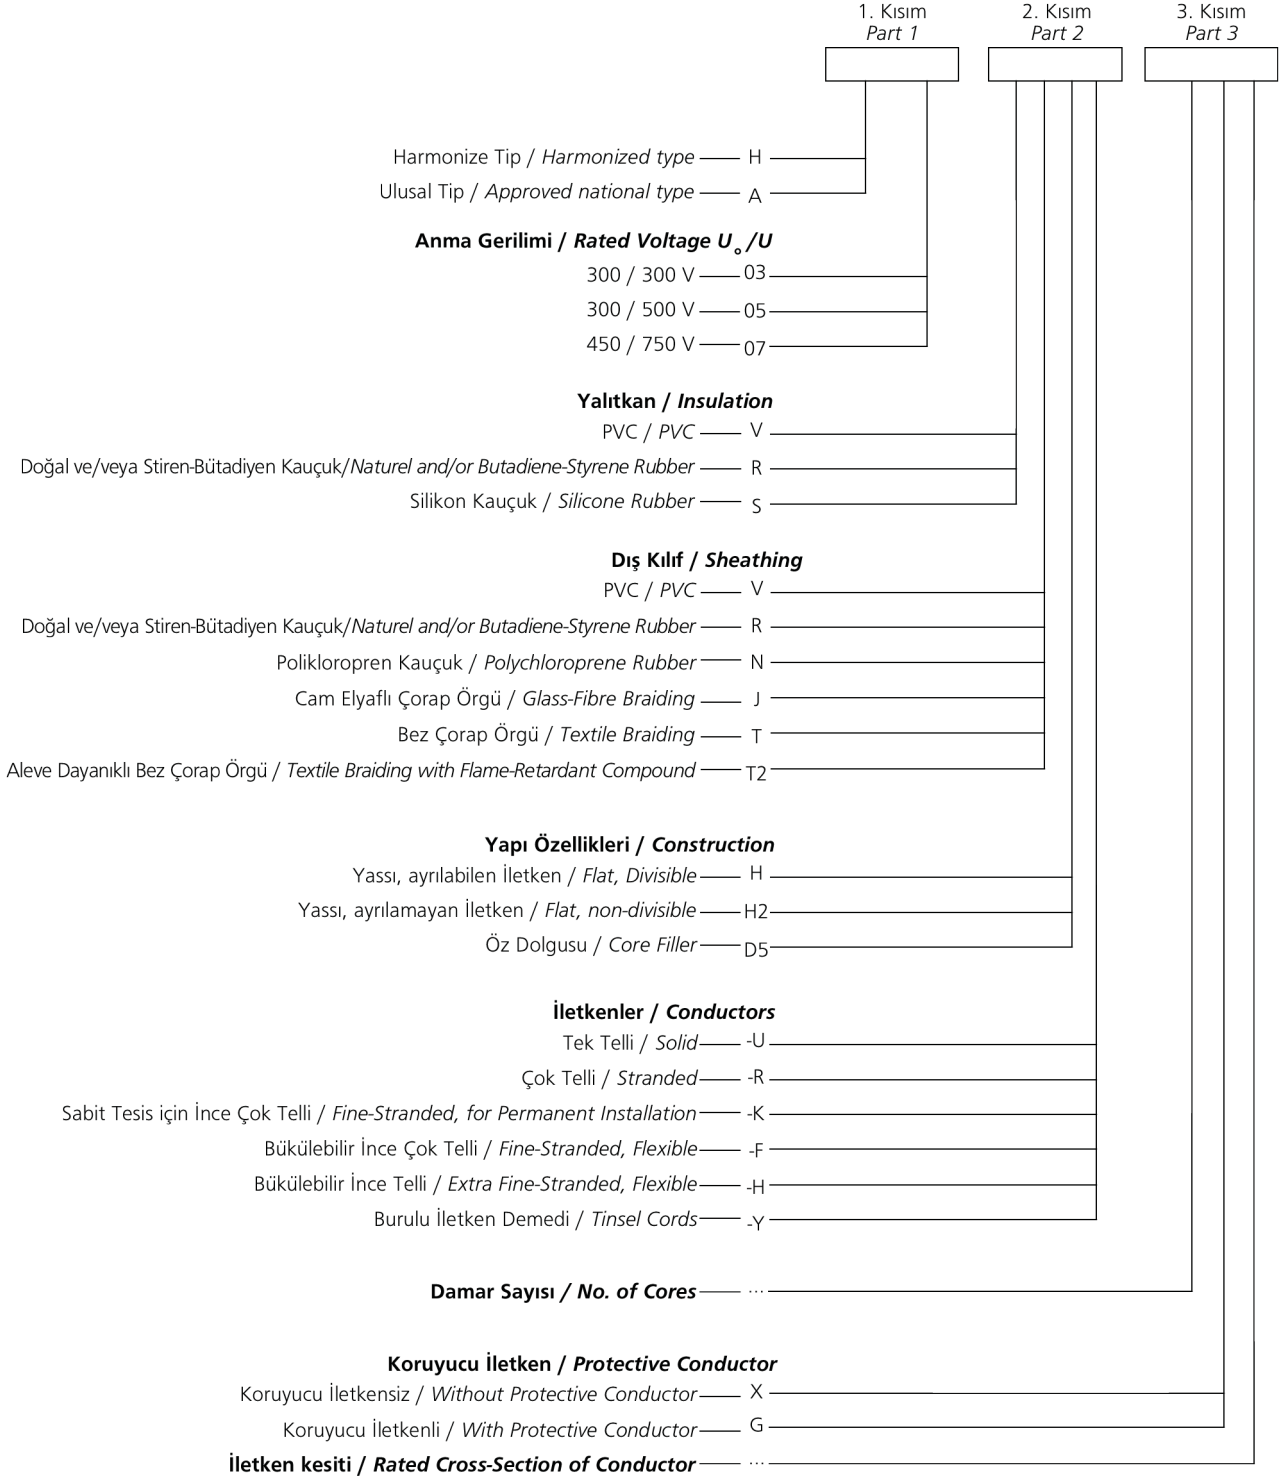 1. Kısım 2. Kısım 3. Kısım
Part 1 Part 2 Part 3
Harmonize Tip / Harmonized type H
Ulusal Tip / Approved national type A
Anma Gerilimi / Rated Voltage Uo/U
300 / 300 V 03
300 / 500 V 05
450 / 750 V 07
Yalıtkan / Insulation
PVC / PVC V
Doğal ve/veya Stiren-Bütadiyen Kauçuk/Naturel and/or Butadiene-Styrene Rubber R
Silikon Kauçuk / Silicone Rubber S
Dış Kılıf / Sheathing
PVC / PVC V
Doğal ve/veya Stiren-Bütadiyen Kauçuk/Naturel and/or Butadiene-Styrene Rubber R
Polikloropren Kauçuk / Polychloroprene Rubber N
Cam Elyaflı Çorap Örgü / Glass-Fibre Braiding J
Bez Çorap Örgü / Textile Braiding T
Aleve Dayanıklı Bez Çorap Örgü / Textile Braiding with Flame-Retardant Compound T2
Yapı Özellikleri / Construction
Yassı, ayrılabilen İletken / Flat, Divisible H
Yassı, ayrılamayan İletken / Flat, non-divisible H2
Öz Dolgusu / Core Filler D5
İletkenler / Conductors
Tek Telli / Solid -U
Çok Telli / Stranded -R
Sabit Tesis için İnce Çok Telli / Fine-Stranded, for Permanent Installation -K
Bükülebilir İnce Çok Telli / Fine-Stranded, Flexible -F
Bükülebilir İnce Telli / Extra Fine-Stranded, Flexible -H
Burulu İletken Demedi / Tinsel Cords -Y
Damar Sayısı / No. of Cores ...
Koruyucu İletken / Protective Conductor
Koruyucu İletkensiz / Without Protective Conductor X
Koruyucu İletkenli / With Protective Conductor G
İletken kesiti / Rated Cross-Section of Conductor ...